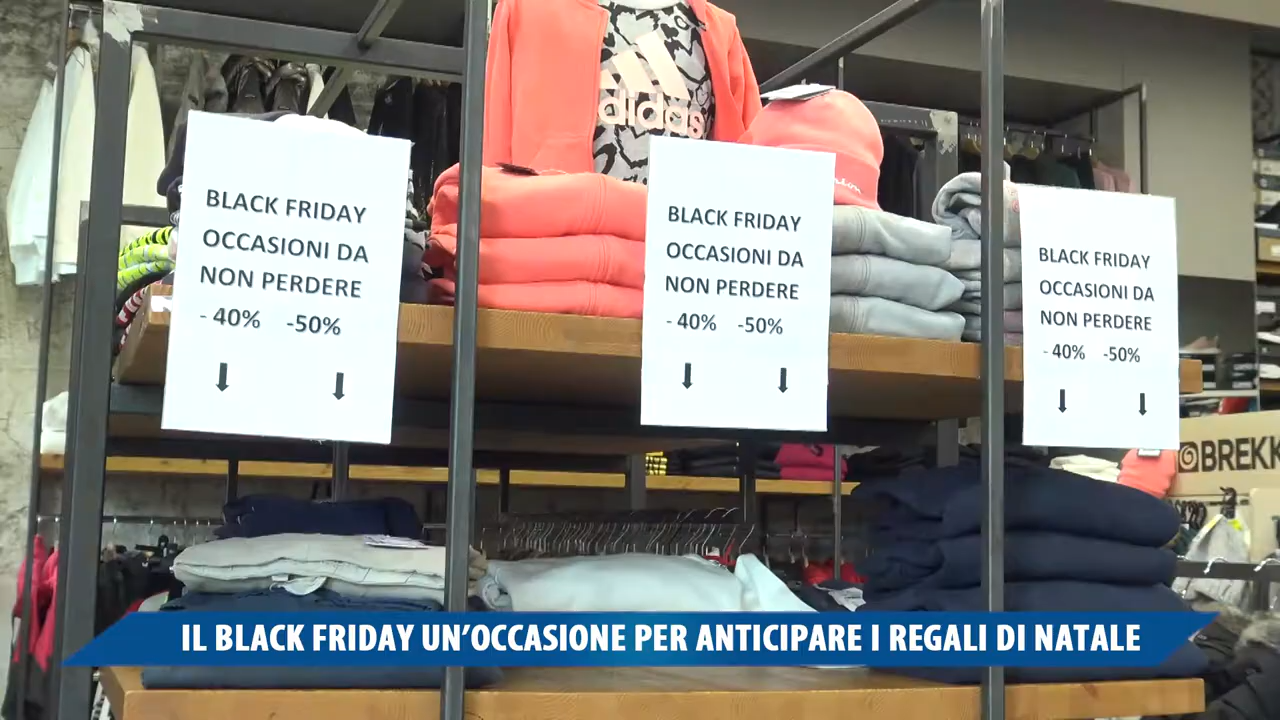 adidas
BLACK FRIDAY
OCCASIONI DA
NON PERDERE
- 40% -50%
BLACK FRIDAY
OCCASIONI DA
NON PERDERE
- 40% -50%
BLACK FRIDAY
OCCASIONI DA
NON PERDERE
- 40% -50%
BREKK
IL BLACK FRIDAY UN'OCCASIONE PER ANTICIPARE I REGALI DI NATALE